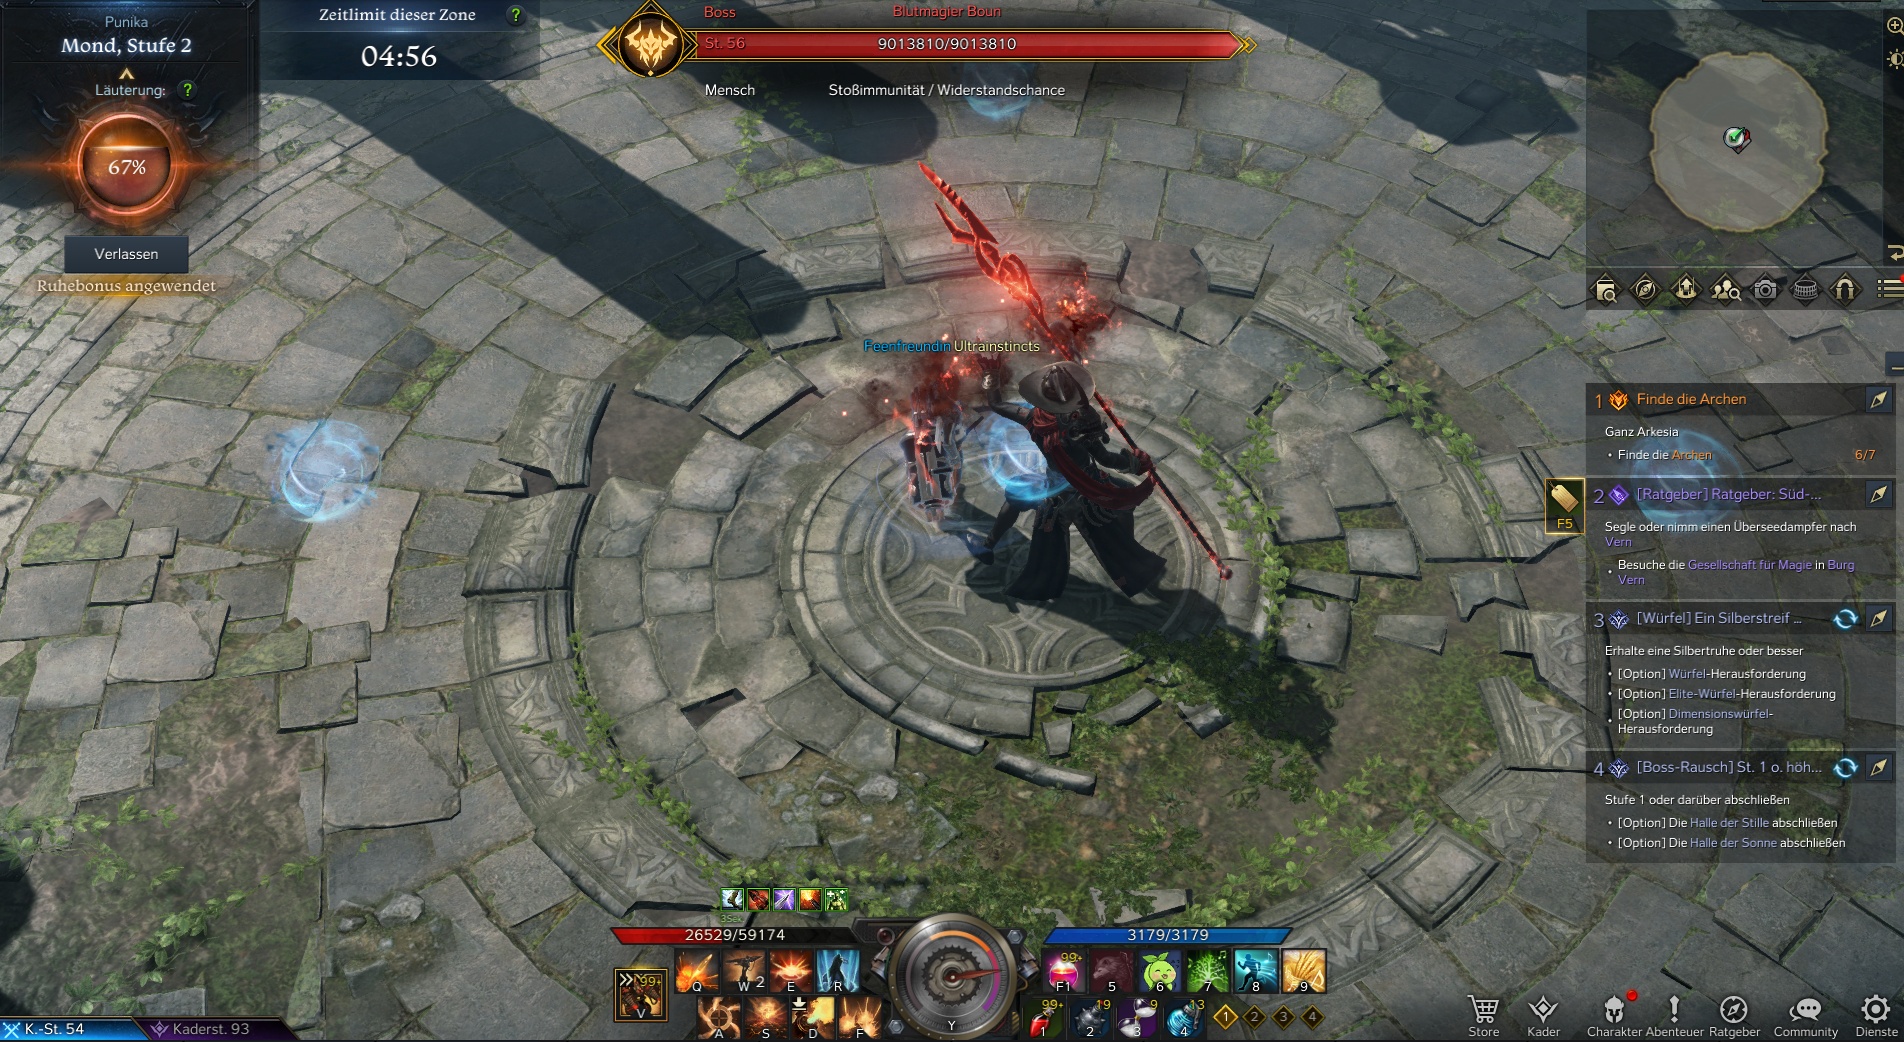 Punika
Mond, Stufe 2
Läuterung: ?
67%
Verlassen
Ruhebonus angewendet
Zeitlimit dieser Zone ?
04:56
Boss
Blutmagier Boun
St. 56
9013810/9013810
Mensch
Stoßimmunität / Widerstandschance
Feenfreundin Ultrainstincts
1 Finde die Archen
Ganz Arkesia
• Finde die Archen 6/7
F5
2 [Ratgeber] Ratgeber: Süd-...
Segle oder nimm einen Überseedampfer nach
Vern
• Besuche die Gesellschaft für Magie in Burg
Vern
3 [Würfel] Ein Silberstreif ...
Erhalte eine Silbertruhe oder besser
• [Option] Würfel-Herausforderung
• [Option] Elite-Würfel-Herausforderung
• [Option] Dimensionswürfel-
Herausforderung
4 [Boss-Rausch] St. 1 o. höh...
Stufe 1 oder darüber abschließen
• [Option] Die Halle der Stille abschließen
• [Option] Die Halle der Sonne abschließen
26529/59174
3179/3179
99+
V
Q
W 2
E
R
A
S
D
F
Y
99+
F1
5
6
7
8
9
99+
1
19
2
9
3
13
4
1 2 3 4
K.-St. 54
Kaderst. 93
Store
Kader
Charakter
Abenteuer
Ratgeber
Community
Dienste